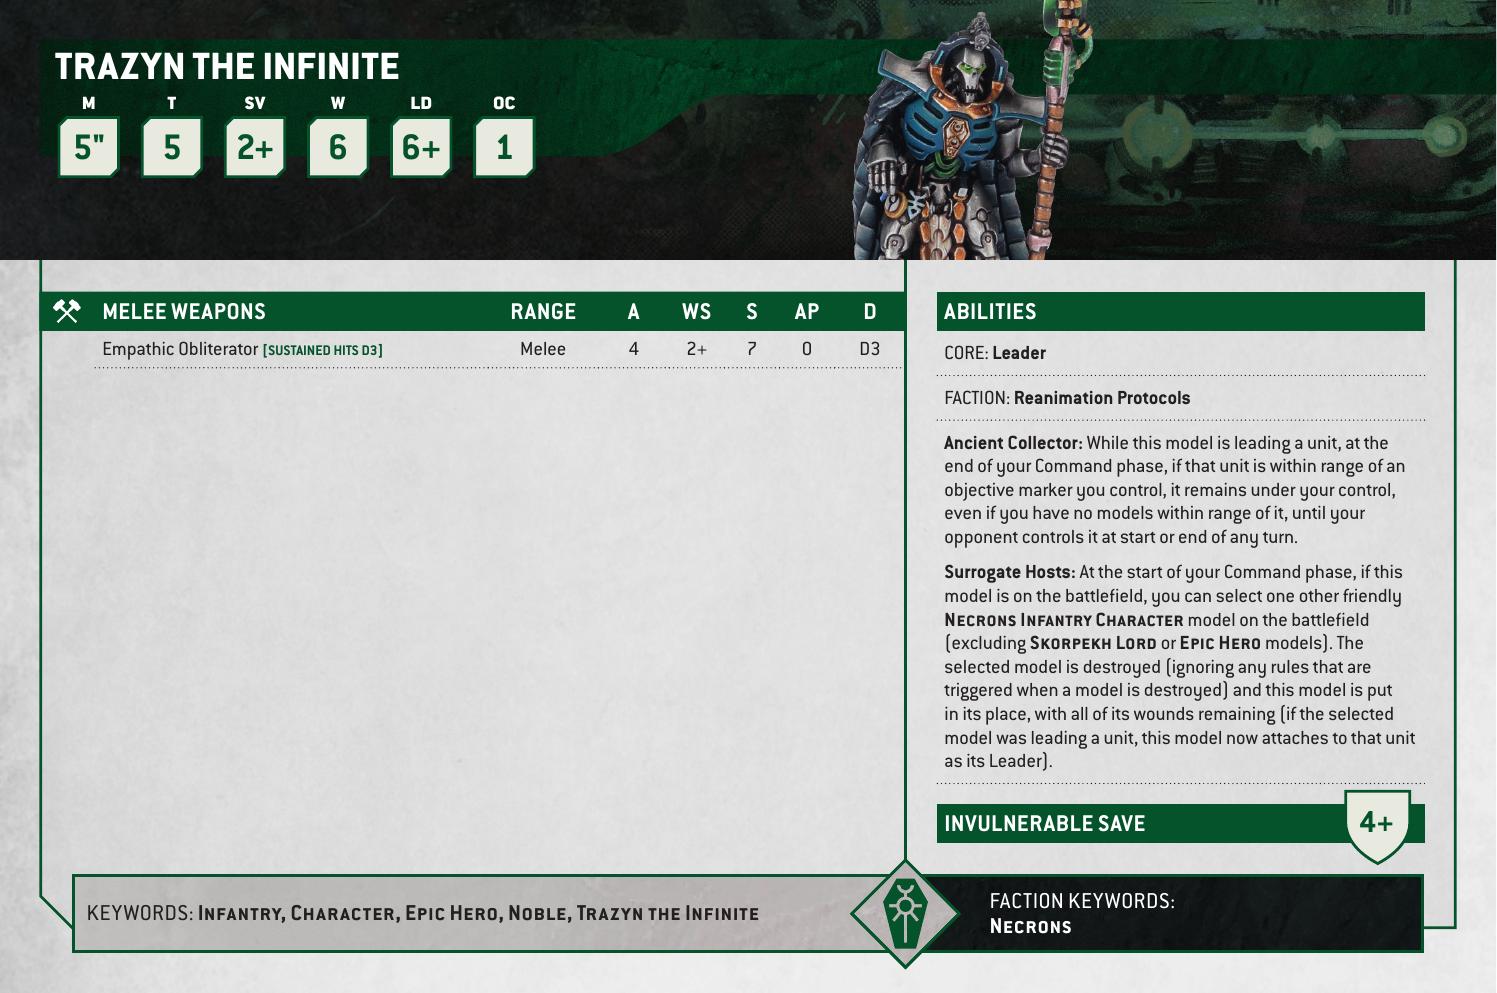 TRAZYN THE INFINITE
M T SV W LD OC
5" 5 2+ 6 6+ 1
MELEE WEAPONS RANGE A WS S AP D
Empathic Obliterator [SUSTAINED HITS D3] Melee 4 2+ 7 0 D3
ABILITIES
CORE: Leader
FACTION: Reanimation Protocols
Ancient Collector: While this model is leading a unit, at the
end of your Command phase, if that unit is within range of an
objective marker you control, it remains under your control,
even if you have no models within range of it, until your
opponent controls it at start or end of any turn.
Surrogate Hosts: At the start of your Command phase, if this
model is on the battlefield, you can select one other friendly
NECRONS INFANTRY CHARACTER model on the battlefield
(excluding SKORPEKH LORD or EPIC HERO models). The
selected model is destroyed (ignoring any rules that are
triggered when a model is destroyed) and this model is put
in its place, with all of its wounds remaining (if the selected
model was leading a unit, this model now attaches to that unit
as its Leader).
INVULNERABLE SAVE 4+
KEYWORDS: INFANTRY, CHARACTER, EPIC HERO, NOBLE, TRAZYN THE INFINITE
FACTION KEYWORDS:
NECRONS